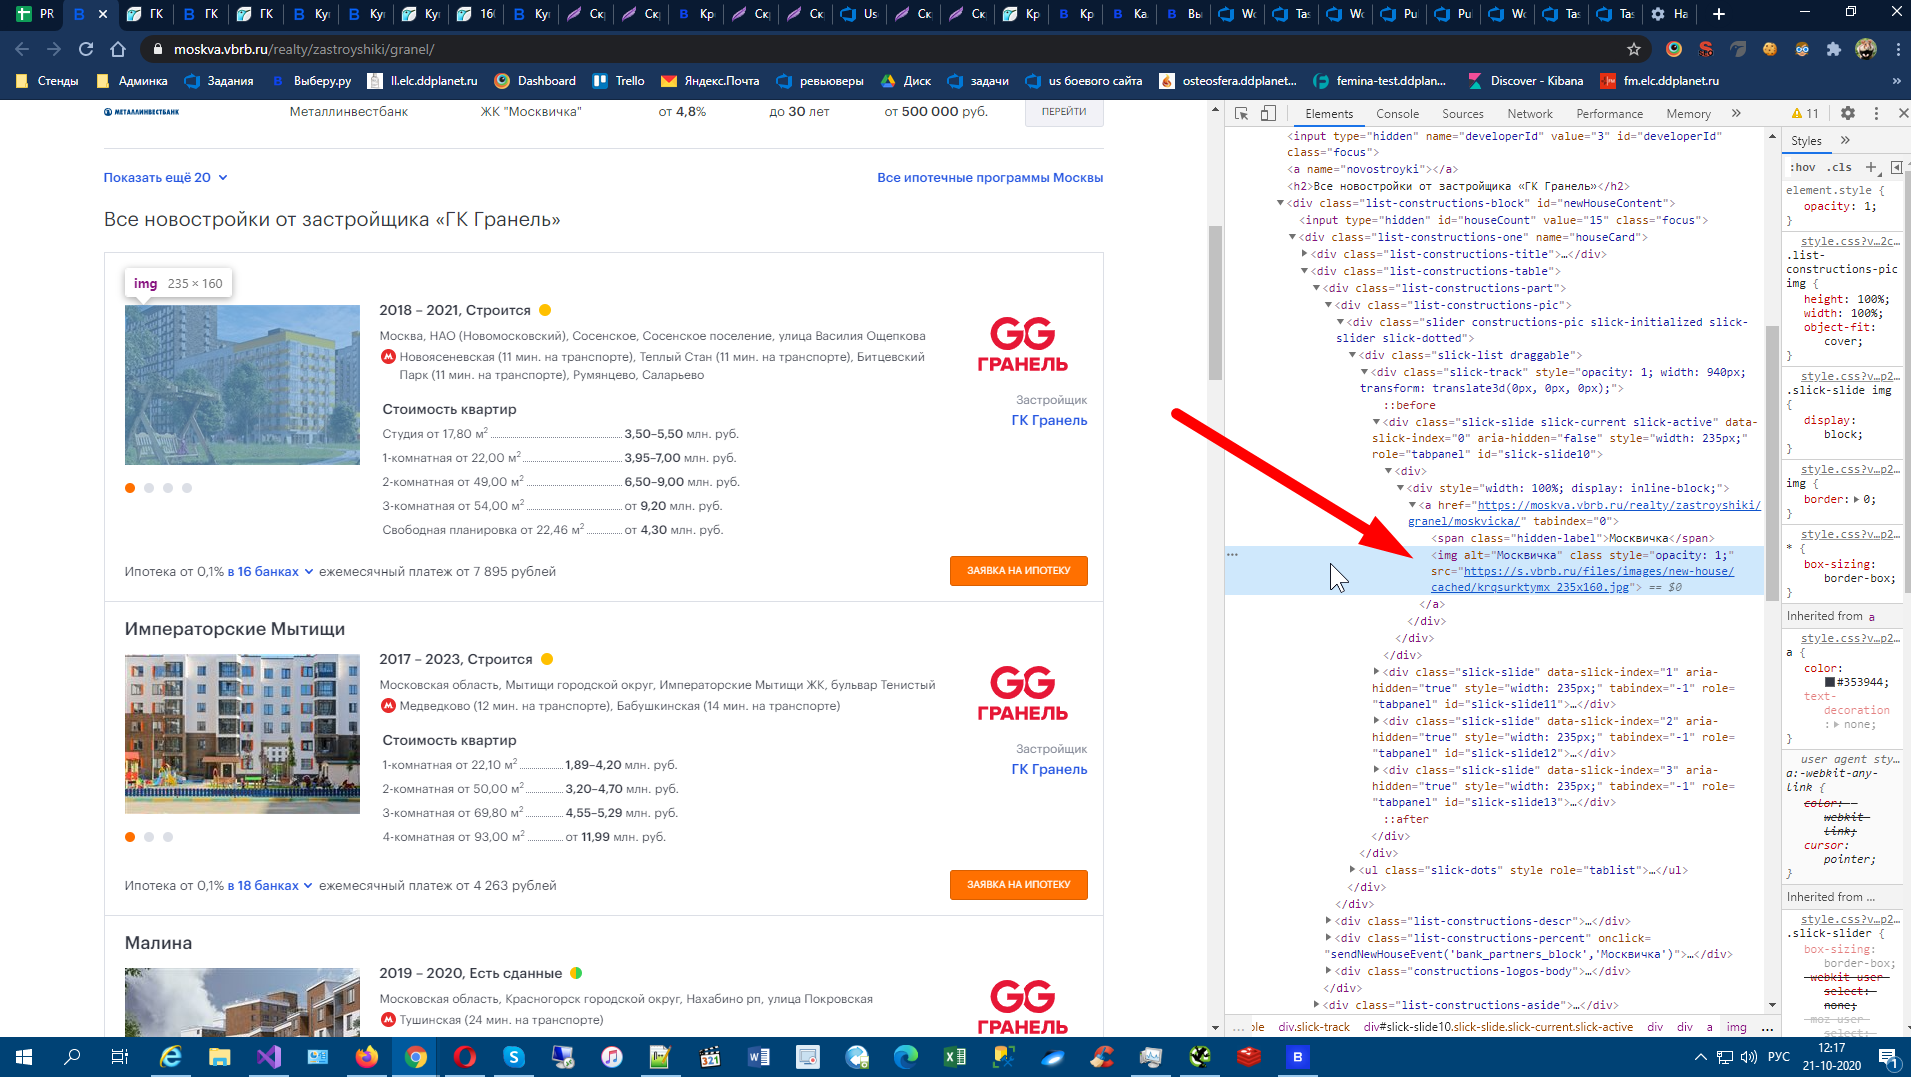 PR
ГК
ГК
ГК
Ку
Ку
Ку
16
Ку
Ск
Ск
Кр
Ск
Ск
Us
Ск
Ск
Кр
Кр
Ка
Вы
Wo
Tas
Wo
Pul
Pul
Wo
Tas
Tas
На
moskva.vbrb.ru/realty/zastroyshiki/granel/
Стенды
Админка
Задания
Выберу.ру
ll.elc.ddplanet.ru
Dashboard
Trello
Яндекс.Почта
ревьюверы
Диск
задачи
us боевого сайта
osteosfera.ddplanet...
femina-test.ddplan...
Discover - Kibana
fm.elc.ddplanet.ru
МЕТАЛЛИНВЕСТБАНК
Металлинвестбанк
ЖК "Москвичка"
от 4,8%
до 30 лет
от 500 000 руб.
ПЕРЕЙТИ
Показать ещё 20
Все ипотечные программы Москвы
Все новостройки от застройщика «ГК Гранель»
img 235 × 160
2018 – 2021, Строится
Москва, НАО (Новомосковский), Сосенское, Сосенское поселение, улица Василия Ощепкова
Новоясеневская (11 мин. на транспорте), Теплый Стан (11 мин. на транспорте), Битцевский
Парк (11 мин. на транспорте), Румянцево, Саларьево
ГРАНЕЛЬ
Застройщик
ГК Гранель
Стоимость квартир
Студия от 17,80 м2 3,50–5,50 млн. руб.
1-комнатная от 22,00 м2 3,95–7,00 млн. руб.
2-комнатная от 49,00 м2 6,50–9,00 млн. руб.
3-комнатная от 54,00 м2 от 9,20 млн. руб.
Свободная планировка от 22,46 м2 от 4,30 млн. руб.
Ипотека от 0,1% в 16 банках ежемесячный платеж от 7 895 рублей
ЗАЯВКА НА ИПОТЕКУ
Императорские Мытищи
2017 – 2023, Строится
Московская область, Мытищи городской округ, Императорские Мытищи ЖК, бульвар Тенистый
Медведково (12 мин. на транспорте), Бабушкинская (14 мин. на транспорте)
ГРАНЕЛЬ
Застройщик
ГК Гранель
Стоимость квартир
1-комнатная от 22,10 м2 1,89–4,20 млн. руб.
2-комнатная от 50,00 м2 3,20–4,70 млн. руб.
3-комнатная от 69,80 м2 4,55–5,29 млн. руб.
4-комнатная от 93,00 м2 от 11,99 млн. руб.
Ипотека от 0,1% в 18 банках ежемесячный платеж от 4 263 рублей
ЗАЯВКА НА ИПОТЕКУ
Малина
2019 – 2020, Есть сданные
Московская область, Красногорск городской округ, Нахабино рп, улица Покровская
Тушинская (24 мин. на транспорте)
ГРАНЕЛЬ
Elements Console Sources Network Performance Memory » 11
<input type="hidden" name="developerId" value="3" id="developerId"
class="focus">
<a name="novostroyki"></a>
<h2>Все новостройки от застройщика «ГК Гранель»</h2>
<div class="list-constructions-block" id="newHouseContent">
<input type="hidden" id="houseCount" value="15" class="focus">
<div class="list-constructions-one" name="houseCard">
<div class="list-constructions-title">…</div>
<div class="list-constructions-table">
<div class="list-constructions-part">
<div class="list-constructions-pic">
<div class="slider constructions-pic slick-initialized slick-
slider slick-dotted">
<div class="slick-list draggable">
<div class="slick-track" style="opacity: 1; width: 940px;
transform: translate3d(0px, 0px, 0px);">
::before
<div class="slick-slide slick-current slick-active" data-
slick-index="0" aria-hidden="false" style="width: 235px;"
role="tabpanel" id="slick-slide10">
<div>
<div style="width: 100%; display: inline-block;">
<a href="https://moskva.vbrb.ru/realty/zastroyshiki/
granel/moskvicka/" tabindex="0">
<span class="hidden-label">Москвичка</span>
<img alt="Москвичка" class style="opacity: 1;"
src="https://s.vbrb.ru/files/images/new-house/
cached/krqsurktymx_235x160.jpg"> == $0
</a>
</div>
</div>
</div>
<div class="slick-slide" data-slick-index="1" aria-
hidden="true" style="width: 235px;" tabindex="-1" role=
"tabpanel" id="slick-slide11">…</div>
<div class="slick-slide" data-slick-index="2" aria-
hidden="true" style="width: 235px;" tabindex="-1" role=
"tabpanel" id="slick-slide12">…</div>
<div class="slick-slide" data-slick-index="3" aria-
hidden="true" style="width: 235px;" tabindex="-1" role=
"tabpanel" id="slick-slide13">…</div>
::after
</div>
</div>
<ul class="slick-dots" style role="tablist">…</ul>
</div>
</div>
<div class="list-constructions-descr">…</div>
<div class="list-constructions-percent" onclick=
"sendNewHouseEvent('bank_partners_block','Москвичка')">…</div>
<div class="constructions-logos-body">…</div>
</div>
<div class="list-constructions-aside">…</div>
... ole div.slick-track div#slick-slide10.slick-slide.slick-current.slick-active div div a img ...
Styles »
:hov .cls +
element.style {
opacity: 1;
}
style.css?v…2c…
.list-
constructions-pic
img {
height: 100%;
width: 100%;
object-fit:
cover;
}
style.css?v…p2…
.slick-slide img
{
display:
block;
}
style.css?v…p2…
img {
border: 0;
}
style.css?v…p2…
* {
box-sizing:
border-box;
}
Inherited from a
style.css?v…p2…
a {
color:
#353944;
text-
decoration
: none;
}
user agent sty…
a:-webkit-any-
link {
color: -
webkit-
link;
cursor:
pointer;
}
Inherited from ...
style.css?v…p2…
.slick-slider {
box-sizing:
border-box;
-webkit-user-
select:
none;
-moz-user-
select:
РУС
12:17
21-10-2020
1